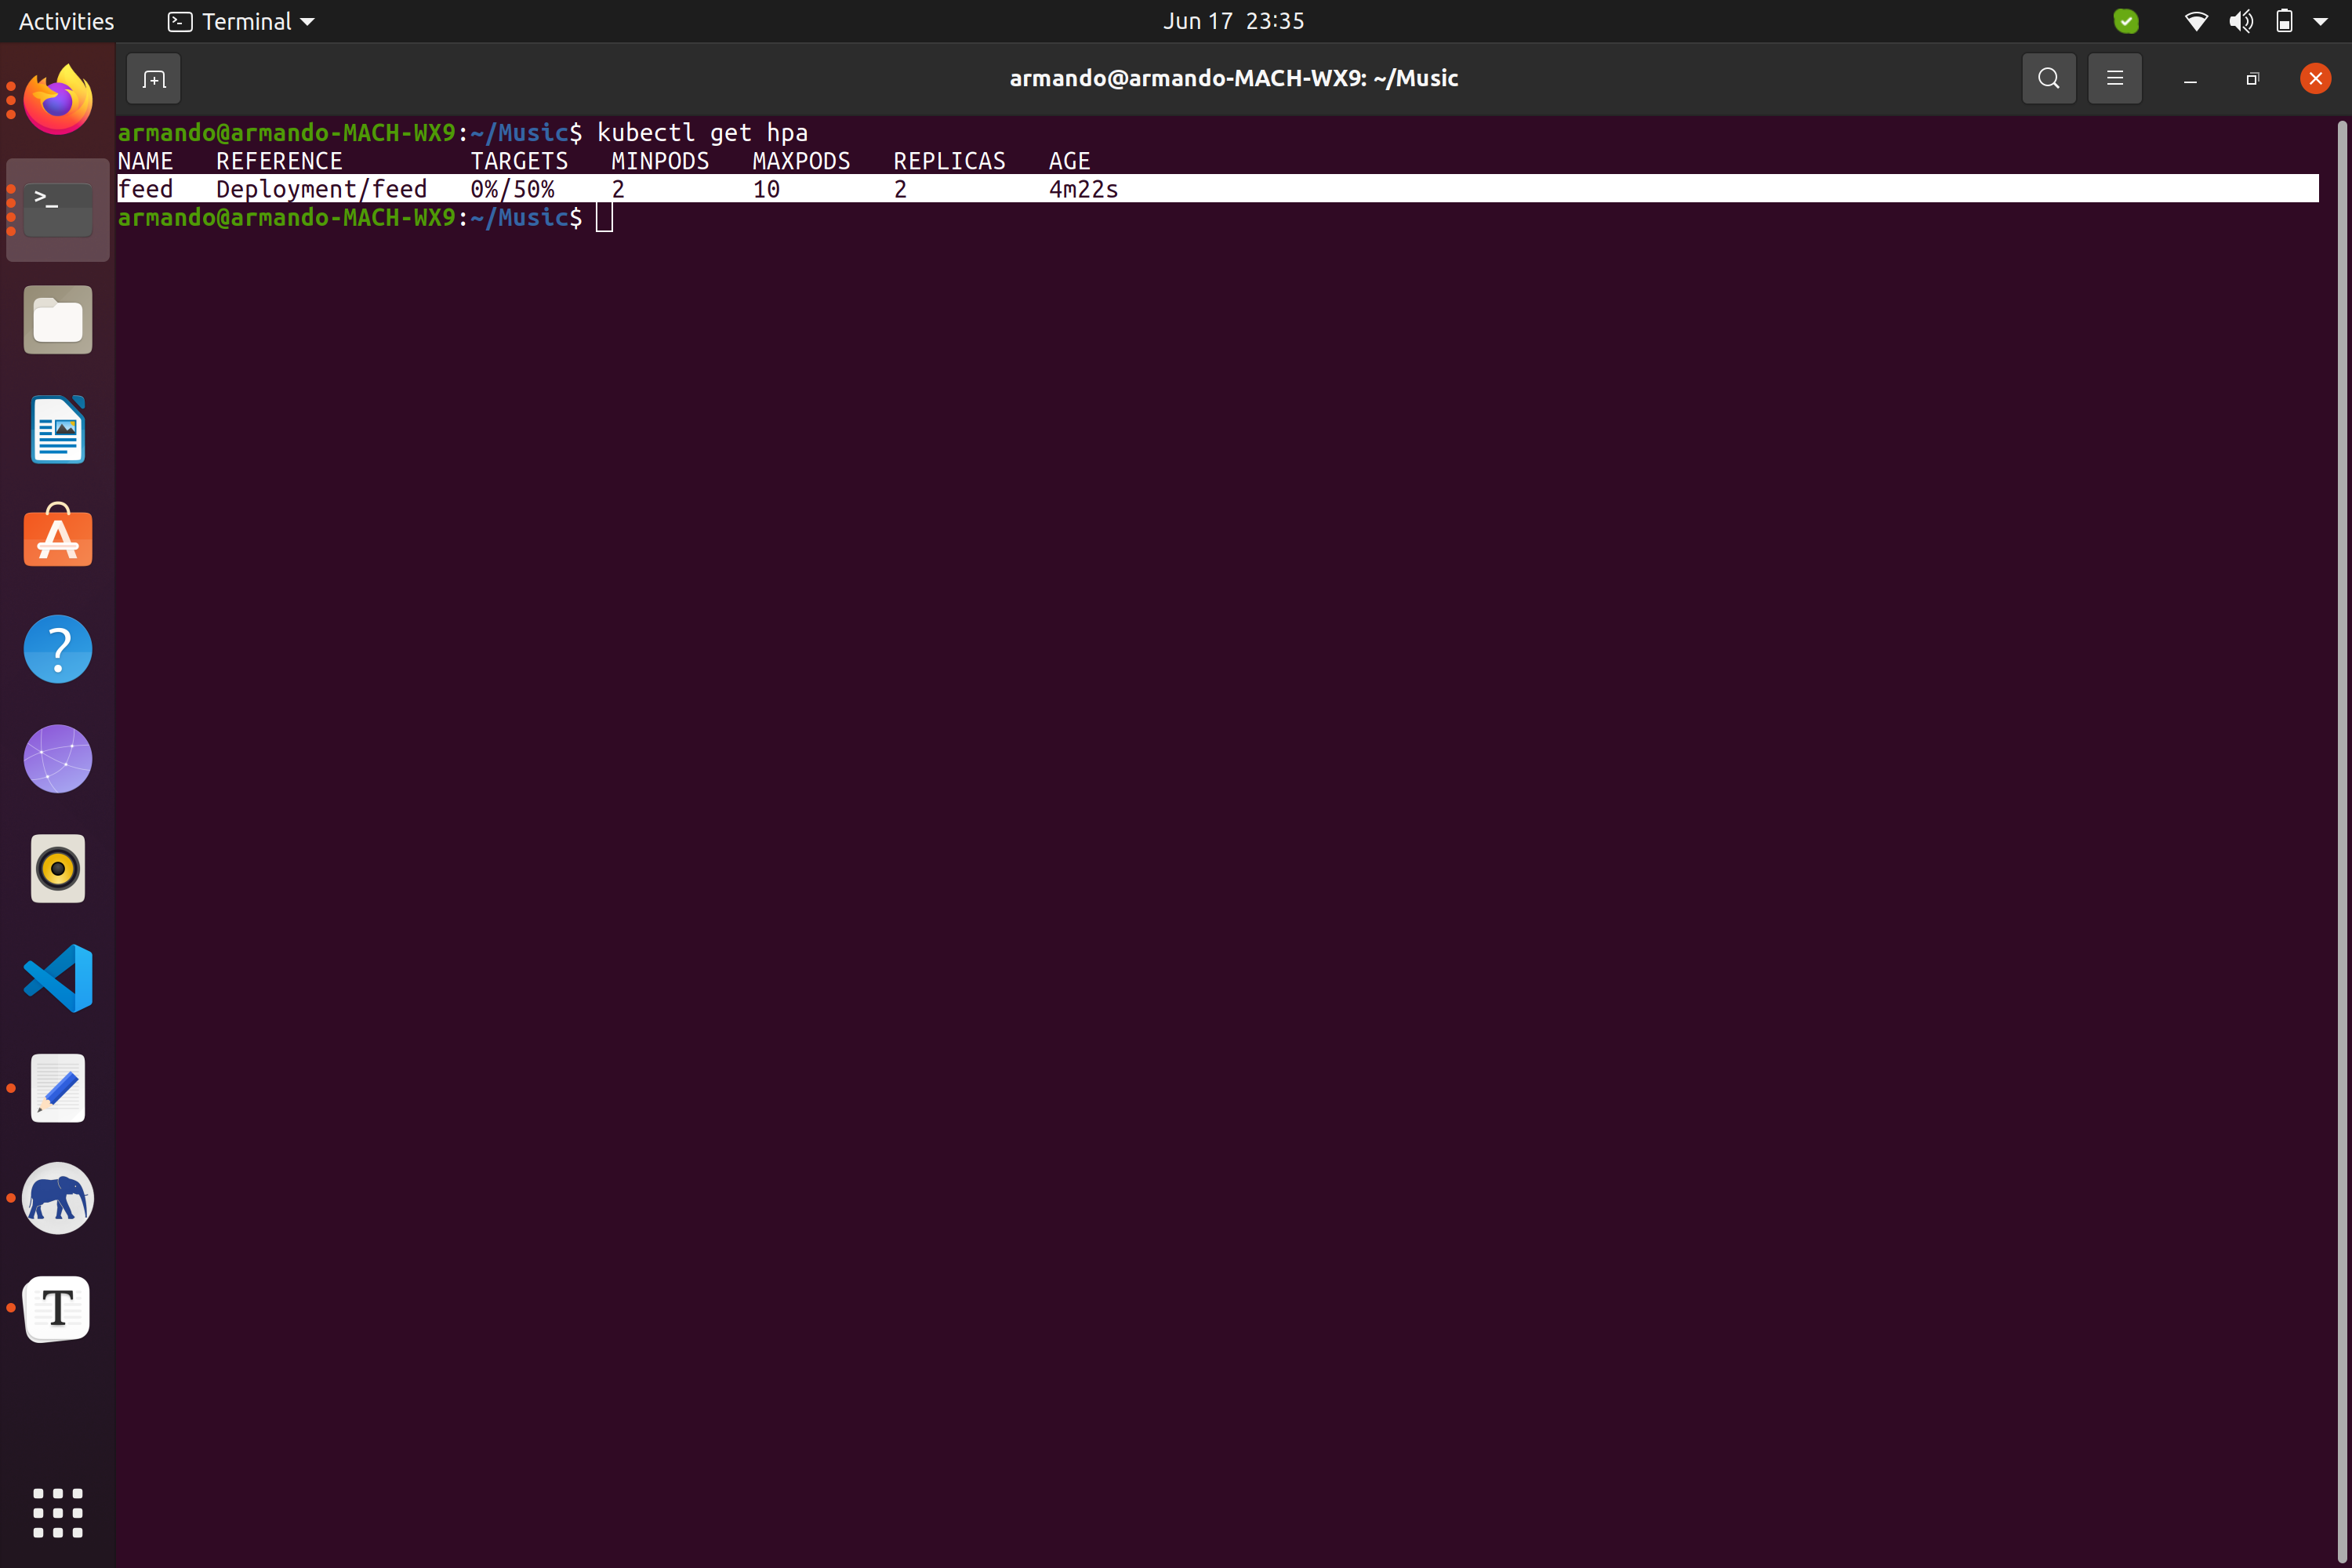 Activities Terminal Jun 17 23:35
armando@armando-MACH-WX9: ~/Music
armando@armando-MACH-WX9:~/Music$ kubectl get hpa
NAME REFERENCE TARGETS MINPODS MAXPODS REPLICAS AGE
feed Deployment/feed 0%/50% 2 10 2 4m22s
armando@armando-MACH-WX9:~/Music$